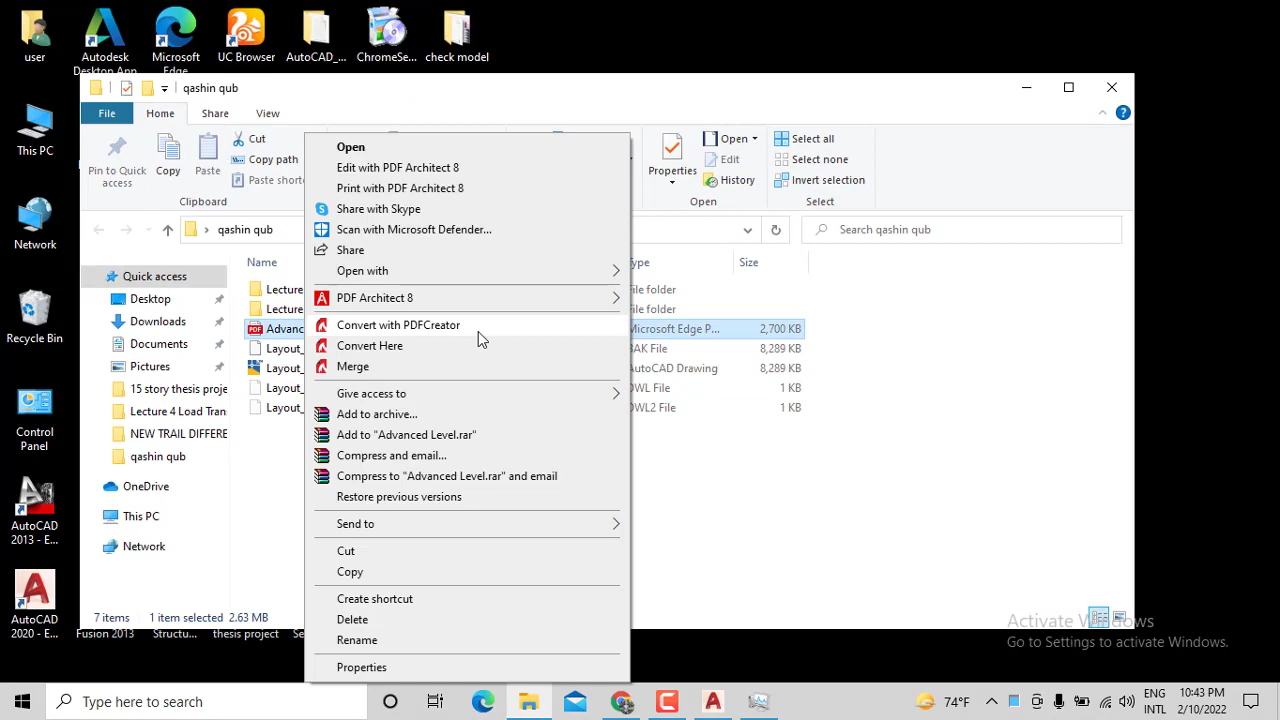 user
Autodesk
Desktop App
Microsoft
Edge
UC Browser
AutoCAD_...
ChromeSe...
check model
This PC
Network
Recycle Bin
Control
Panel
AutoCAD
2013 - E...
AutoCAD
2020 - E...
qashin qub
File
Home
Share
View
Pin to Quick
access
Copy
Paste
Cut
Copy path
Clipboard
Properties
Open
Edit
History
Open
Select all
Select none
Invert selection
Select
qashin qub
Search qashin qub
Name
Type
Size
Quick access
Desktop
Downloads
Documents
Pictures
15 story thesis proje
Lecture 4 Load Tran
NEW TRAIL DIFFERE
qashin qub
OneDrive
This PC
Network
Lecture
File folder
Lecture
File folder
PDF
Microsoft Edge P...
2,700 KB
Layout_
BAK File
8,289 KB
Layout_
AutoCAD Drawing
8,289 KB
Layout_
DWL File
1 KB
Layout_
DWL2 File
1 KB
Open
Edit with PDF Architect 8
Print with PDF Architect 8
Share with Skype
Scan with Microsoft Defender...
Share
Open with
PDF Architect 8
Convert with PDFCreator
Convert Here
Merge
Give access to
Add to archive...
Add to "Advanced Level.rar"
Compress and email...
Compress to "Advanced Level.rar" and email
Restore previous versions
Send to
Cut
Copy
Create shortcut
Delete
Rename
Properties
7 items
1 item selected
2.63 MB
Fusion 2013
Structu...
thesis project
Activate Windows
Go to Settings to activate Windows.
Type here to search
74°F
ENG
INTL
10:43 PM
2/10/2022